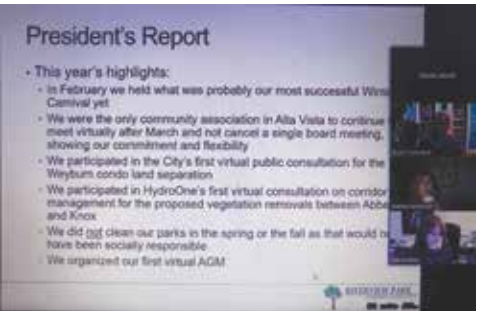 President's Report
• This year's highlights:
- In February we held what was probably our most successful
Carnival yet
- We were the only community association in Alta Vista to continue
meet virtually after March and not cancel a single board meeting,
showing our commitment and flexibility
- We participated in the City's first virtual public consultation for the
Weyburn condo land separation
- We participated in HydroOne's first virtual consultation on corridor
management for the proposed vegetation removals between
and Knox
- We did not clean our parks in the spring or the fall as that would
have been socially responsible
- We organized our first virtual AGM
RIVERVIEW PARK